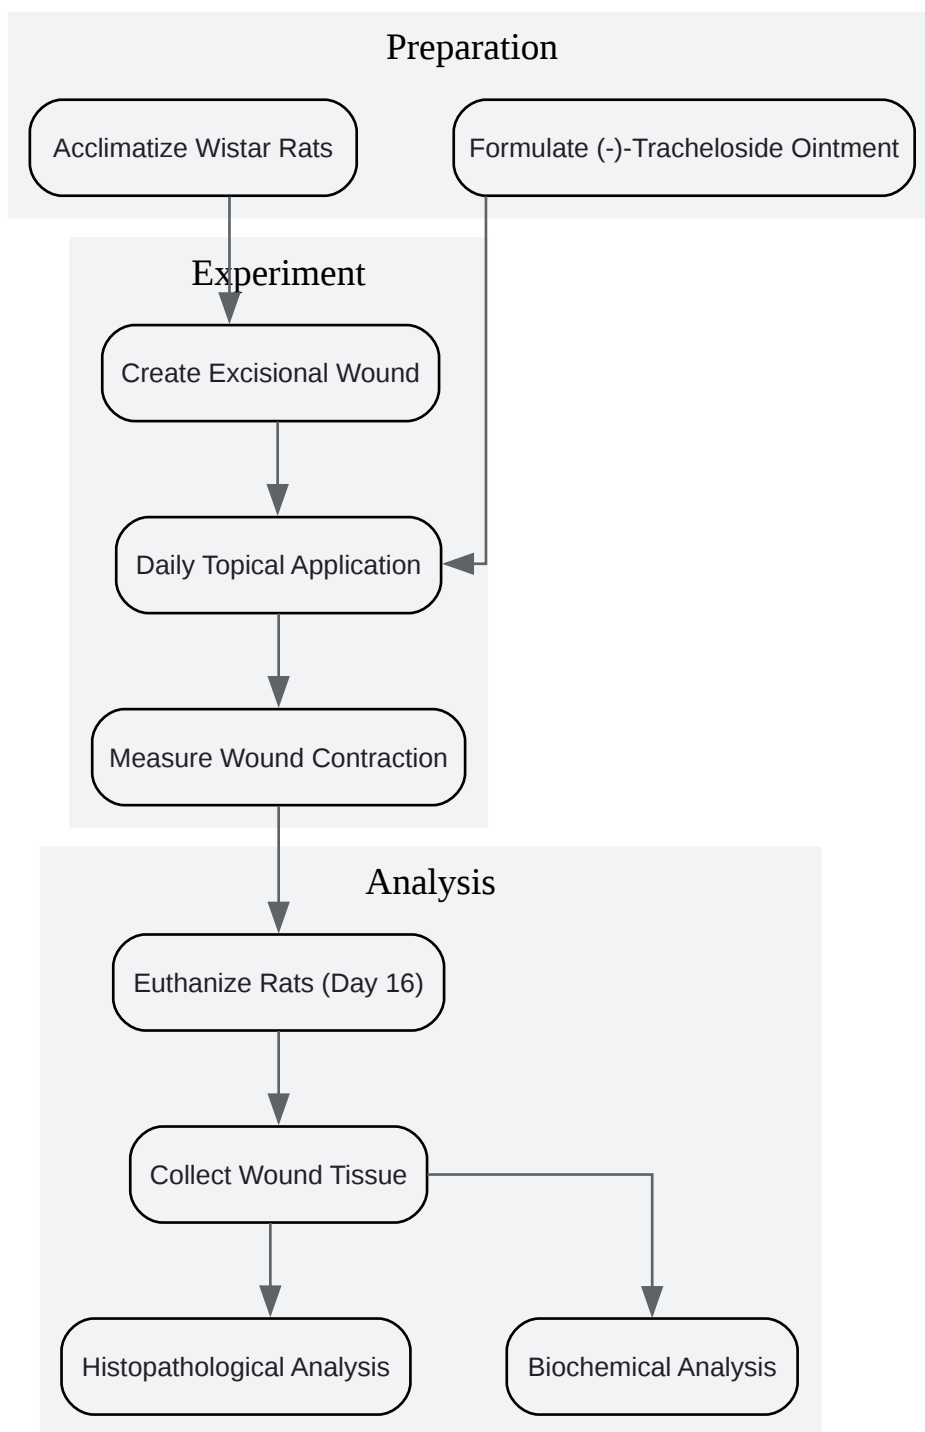 Preparation
Acclimatize Wistar Rats
Formulate (-)-Tracheloside Ointment
Experiment
Create Excisional Wound
Daily Topical Application
Measure Wound Contraction
Analysis
Euthanize Rats (Day 16)
Collect Wound Tissue
Histopathological Analysis
Biochemical Analysis